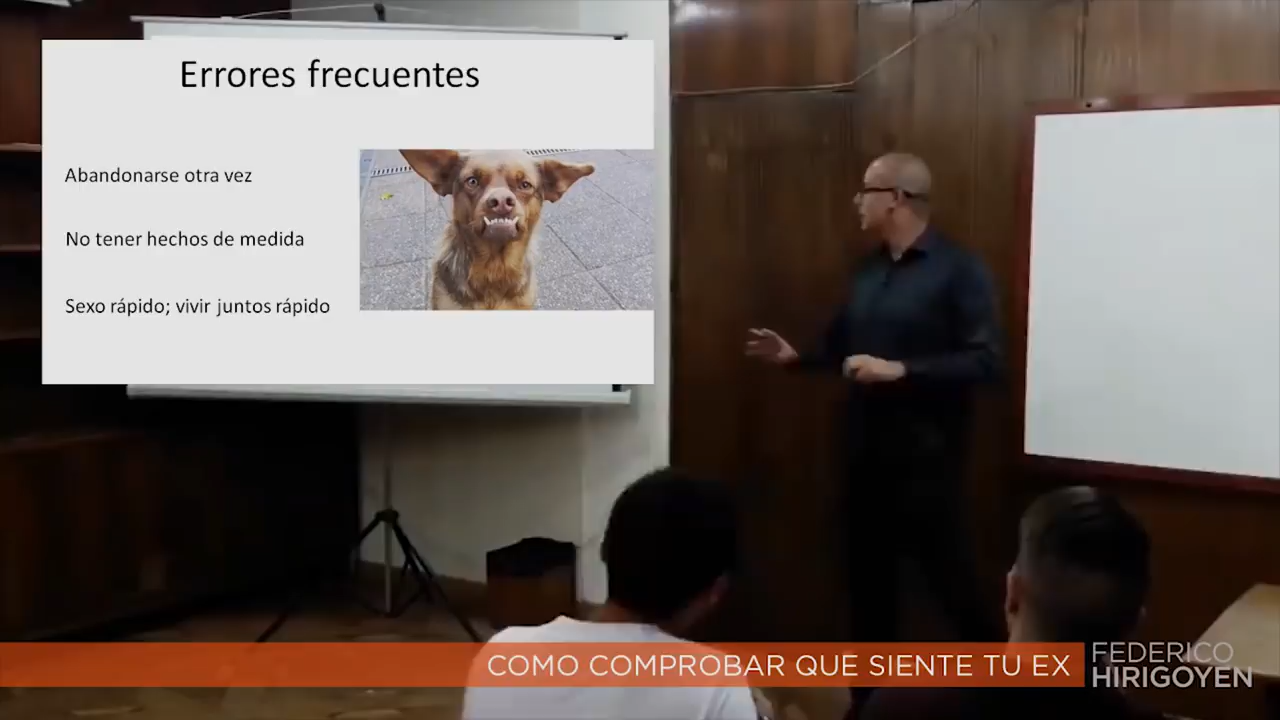 Errores frecuentes
Abandonarse otra vez
No tener hechos de medida
Sexo rápido; vivir juntos rápido
COMO COMPROBAR QUE SIENTE TU EX
FEDERICO
HIRIGOYEN